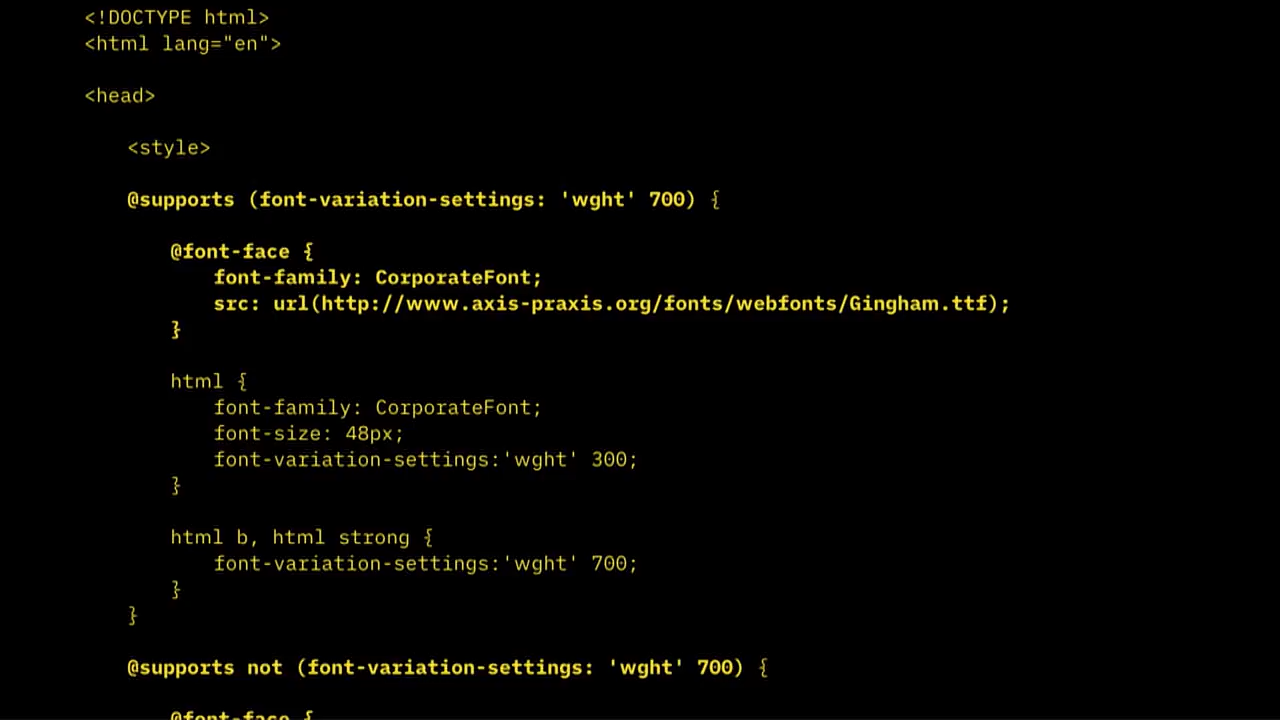 <!DOCTYPE html>
<html lang="en">
<head>
<style>
@supports (font-variation-settings: 'wght' 700) {
@font-face {
font-family: CorporateFont;
src: url(http://www.axis-praxis.org/fonts/webfonts/Gingham.ttf);
}
html {
font-family: CorporateFont;
font-size: 48px;
font-variation-settings:'wght' 300;
}
html b, html strong {
font-variation-settings:'wght' 700;
}
}
@supports not (font-variation-settings: 'wght' 700) {
@font-face {